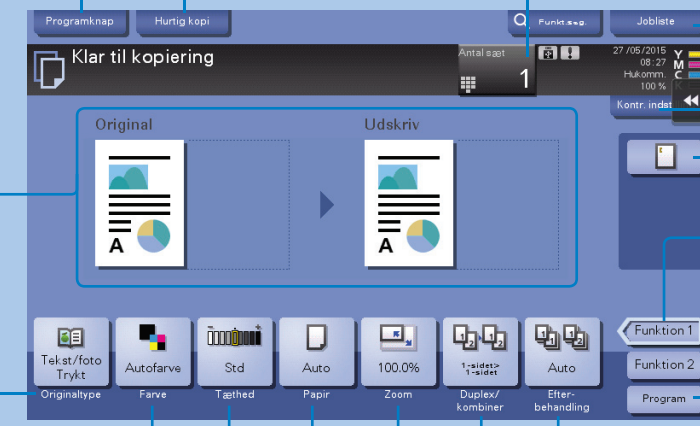 Programknap
Hurtig kopi
Funkt.søg.
Jobliste
Klar til kopiering
Antal sæt
1
27 /05/2015
08:27
Hukomm.
100 %
Y
M
C
K
Kontr. indst
Original
Udskriv
A
A
Tekst/foto
Trykt
Autofarve
Std
Auto
100.0%
1-sidet>
1-sidet
Auto
Originaltype
Farve
Tæthed
Papir
Zoom
Duplex/
kombiner
Efter-
behandling
Funktion 1
Funktion 2
Program